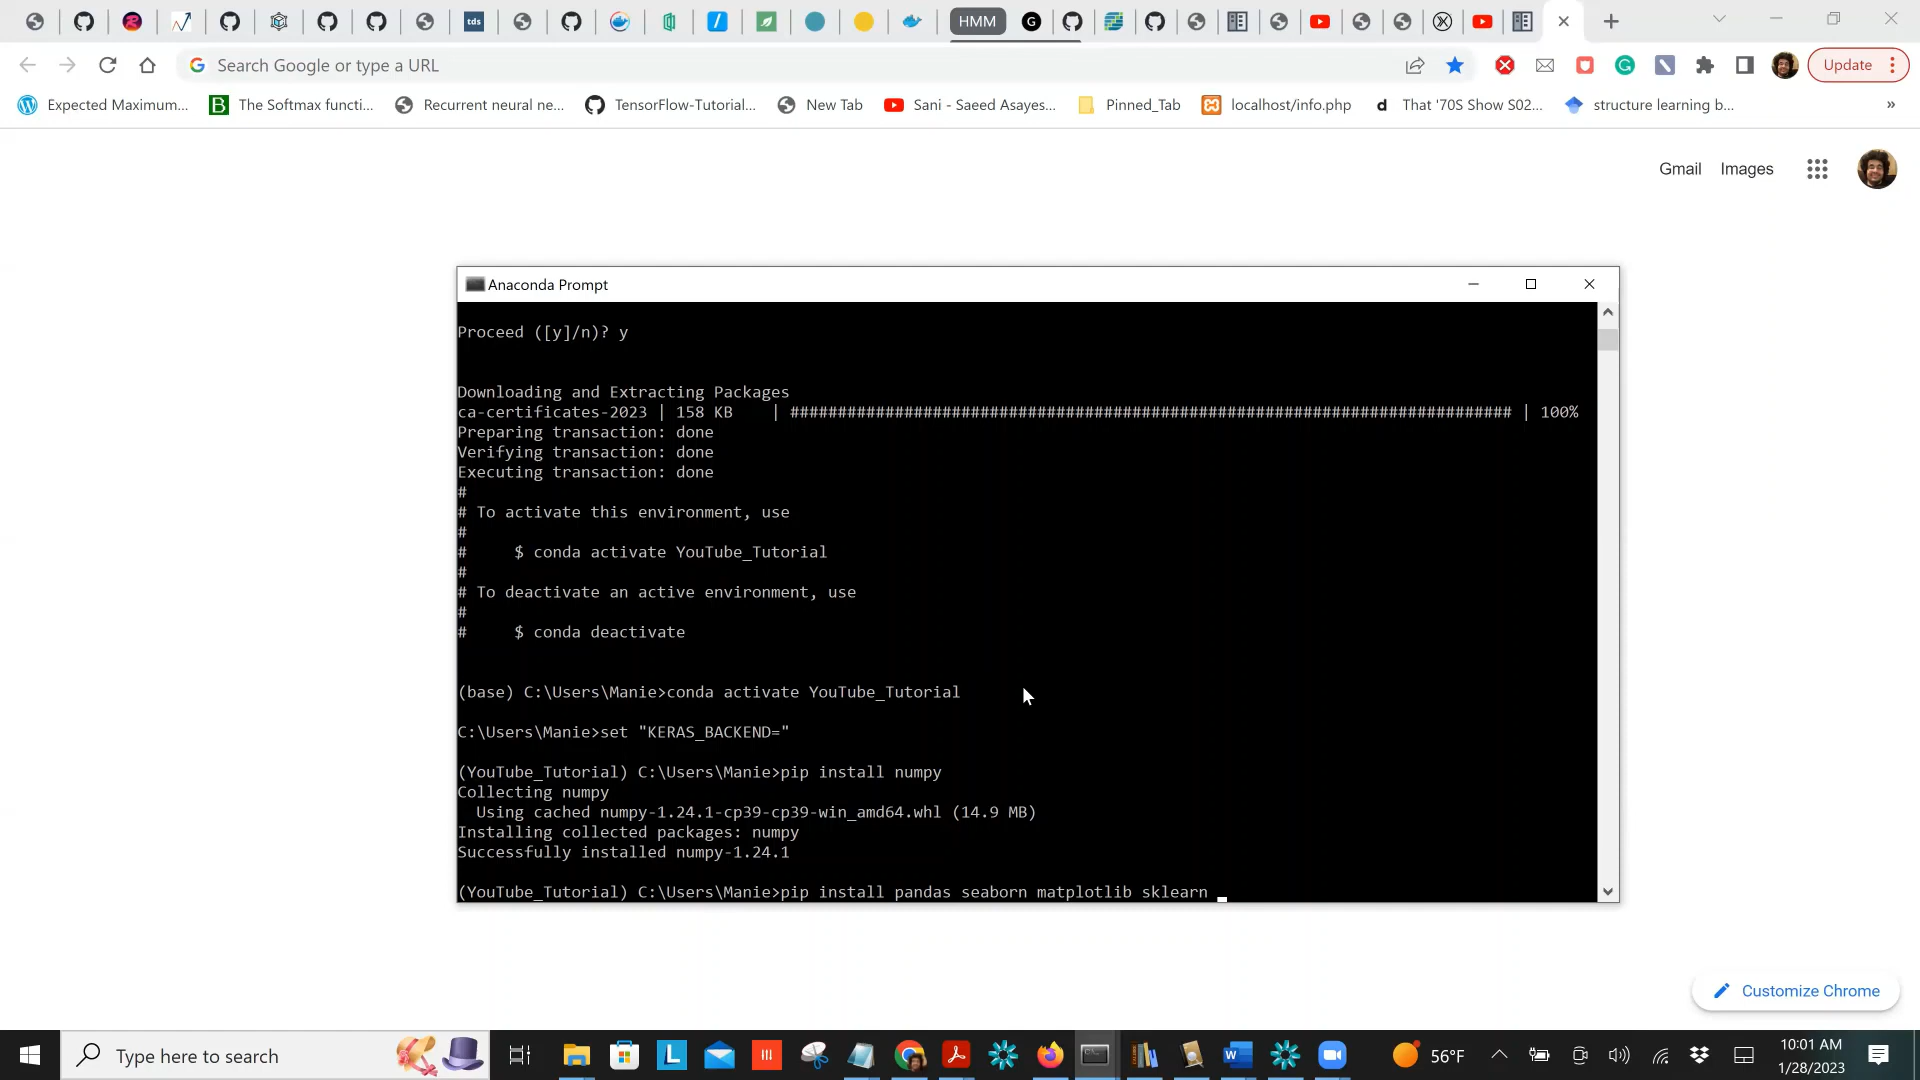 tds
HMM
G
Search Google or type a URL
Update
Expected Maximum...
B
The Softmax functi...
Recurrent neural ne...
TensorFlow-Tutorial...
New Tab
Sani - Saeed Asayes...
Pinned_Tab
localhost/info.php
d
That '70S Show S02...
structure learning b...
»
Gmail
Images
Anaconda Prompt
Proceed ([y]/n)? y
Downloading and Extracting Packages
ca-certificates-2023 | 158 KB    | ############################################################################ | 100%
Preparing transaction: done
Verifying transaction: done
Executing transaction: done
#
# To activate this environment, use
#
#     $ conda activate YouTube_Tutorial
#
# To deactivate an active environment, use
#
#     $ conda deactivate
(base) C:\Users\Manie>conda activate YouTube_Tutorial
C:\Users\Manie>set "KERAS_BACKEND="
(YouTube_Tutorial) C:\Users\Manie>pip install numpy
Collecting numpy
  Using cached numpy-1.24.1-cp39-cp39-win_amd64.whl (14.9 MB)
Installing collected packages: numpy
Successfully installed numpy-1.24.1
(YouTube_Tutorial) C:\Users\Manie>pip install pandas seaborn matplotlib sklearn _
Customize Chrome
Type here to search
L
W
56°F
10:01 AM
1/28/2023